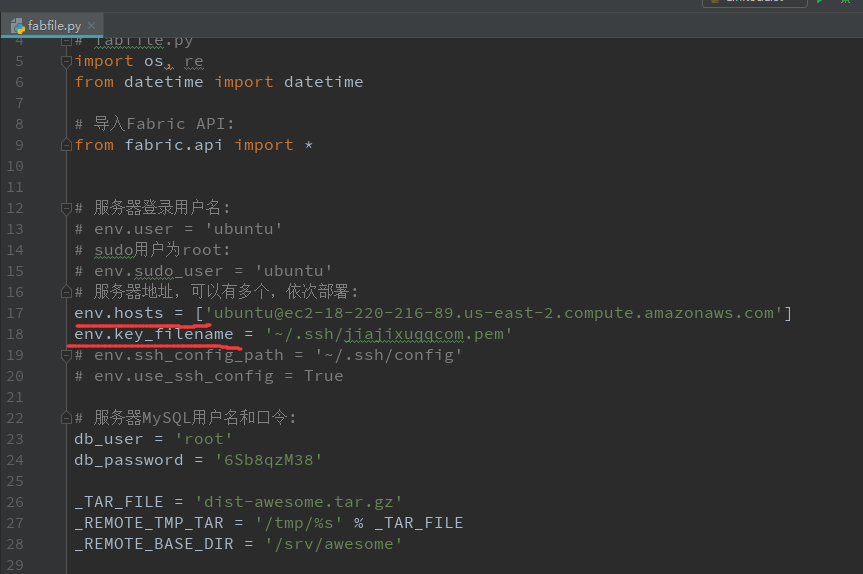 fabfile.py
4 # fabfile.py
5 import os, re
6 from datetime import datetime
7
8 # 导入Fabric API:
9 from fabric.api import *
10
11
12 # 服务器登录用户名:
13 # env.user = 'ubuntu'
14 # sudo用户为root:
15 # env.sudo_user = 'ubuntu'
16 # 服务器地址，可以有多个，依次部署:
17 env.hosts = ['ubuntu@ec2-18-220-216-89.us-east-2.compute.amazonaws.com']
18 env.key_filename = '~/.ssh/jiajixuqqcom.pem'
19 # env.ssh_config_path = '~/.ssh/config'
20 # env.use_ssh_config = True
21
22 # 服务器MySQL用户名和口令:
23 db_user = 'root'
24 db_password = '6Sb8qzM38'
25
26 _TAR_FILE = 'dist-awesome.tar.gz'
27 _REMOTE_TMP_TAR = '/tmp/%s' % _TAR_FILE
28 _REMOTE_BASE_DIR = '/srv/awesome'
29